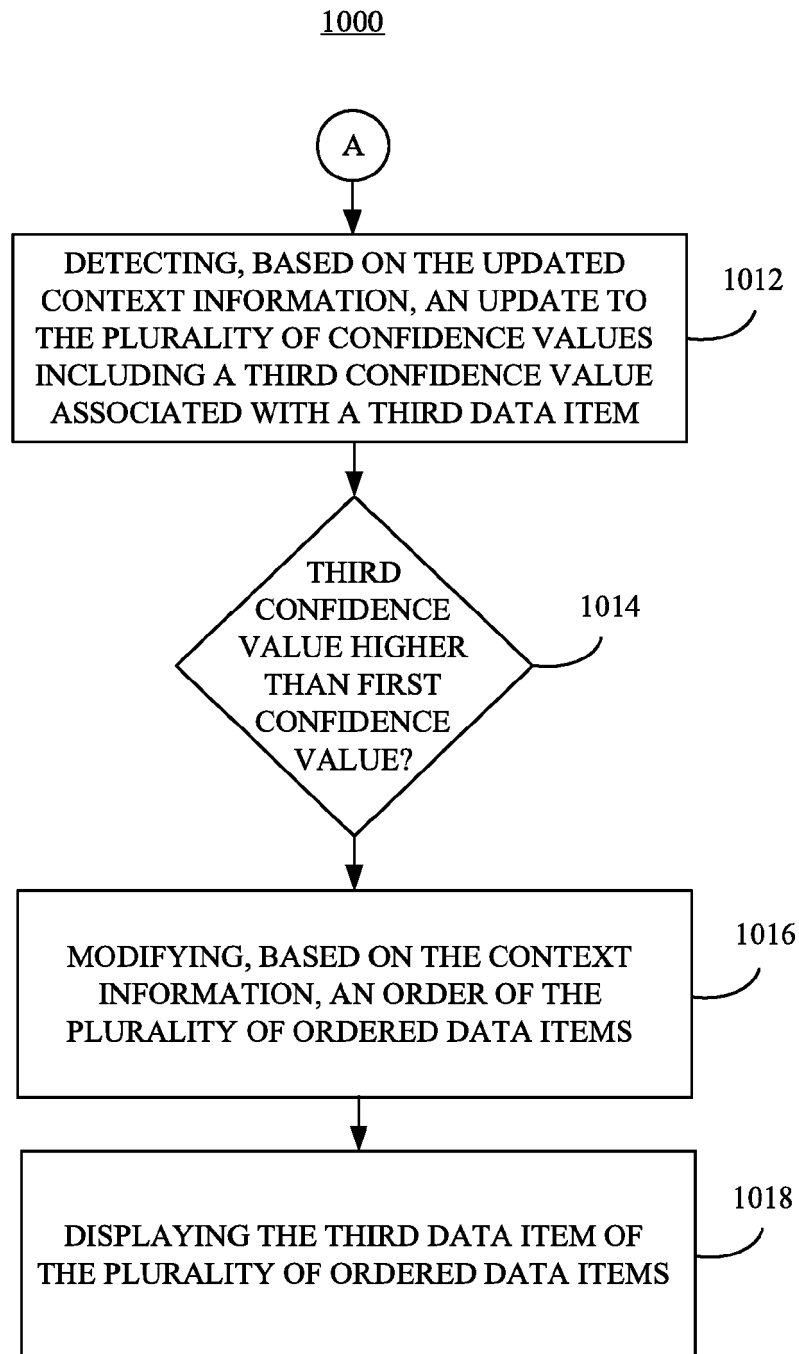 1000
A
DETECTING, BASED ON THE UPDATED
CONTEXT INFORMATION, AN UPDATE TO
THE PLURALITY OF CONFIDENCE VALUES
INCLUDING A THIRD CONFIDENCE VALUE
ASSOCIATED WITH A THIRD DATA ITEM
1012
THIRD
CONFIDENCE
VALUE HIGHER
THAN FIRST
CONFIDENCE
VALUE?
1014
MODIFYING, BASED ON THE CONTEXT
INFORMATION, AN ORDER OF THE
PLURALITY OF ORDERED DATA ITEMS
1016
DISPLAYING THE THIRD DATA ITEM OF
THE PLURALITY OF ORDERED DATA ITEMS
1018